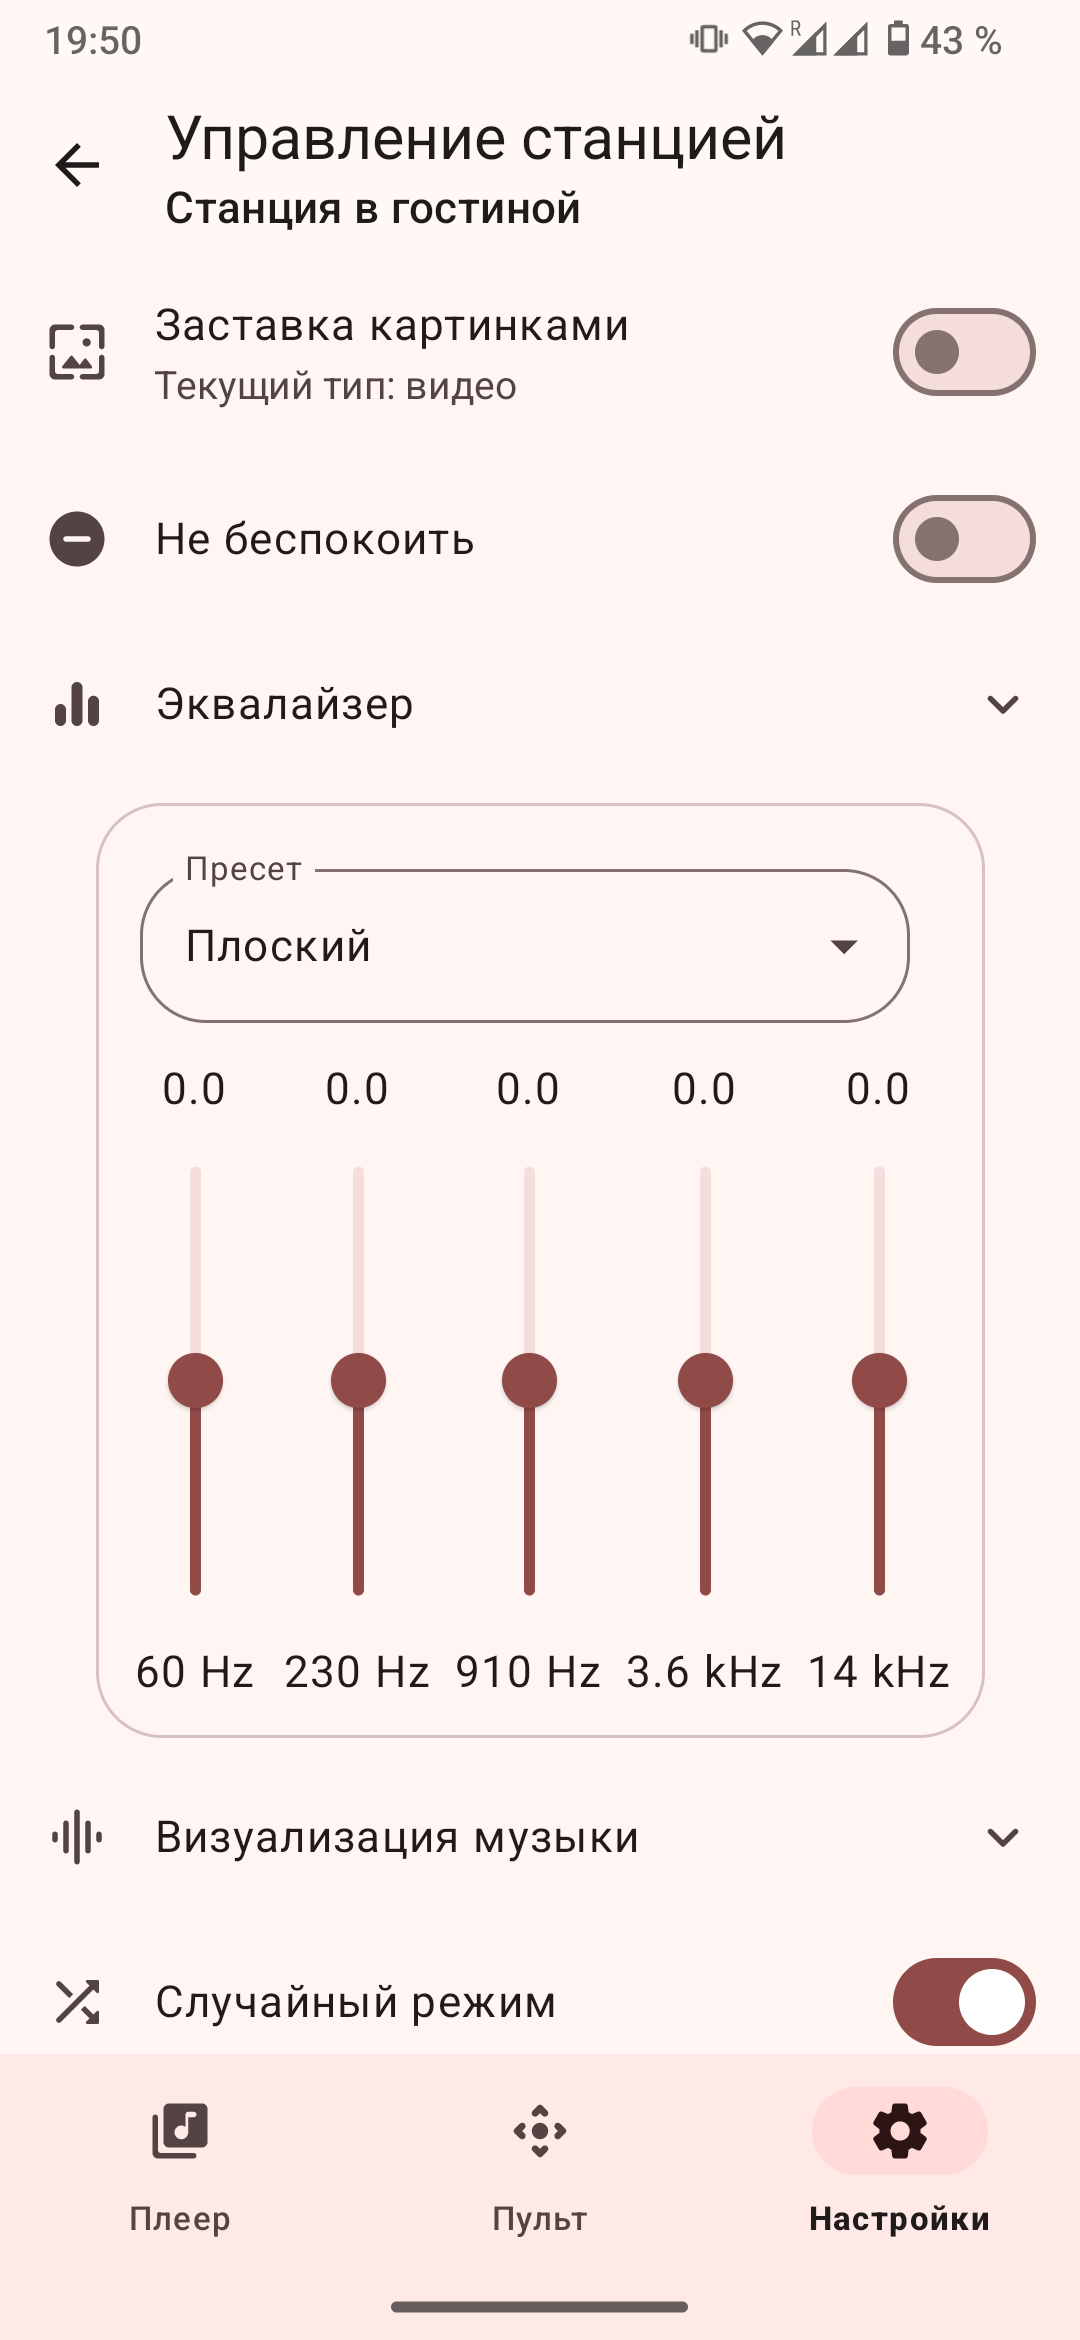 19:50
R
43 %
Управление станцией
Станция в гостиной
Заставка картинками
Текущий тип: видео
Не беспокоить
Эквалайзер
Пресет
Плоский
0.0 0.0 0.0 0.0 0.0
60 Hz 230 Hz 910 Hz 3.6 kHz 14 kHz
Визуализация музыки
Случайный режим
Плеер Пульт Настройки